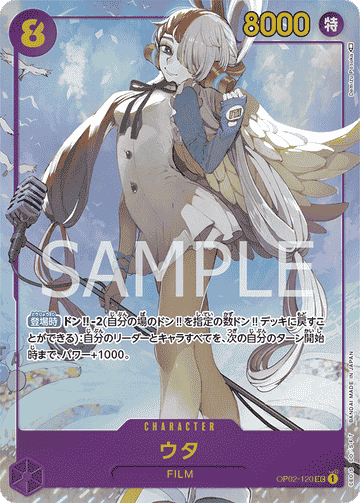 8
8000
特
SAMPLE
登場時 ドン!!-2(自分の場のドン!!を指定の数ドン!!デッキに戻すこ
とができる):自分のリーダーとキャラすべてを、次の自分のターン開始
時まで、パワー+1000。
CHARACTER
ウタ
FILM
OP02-120 SEC 1